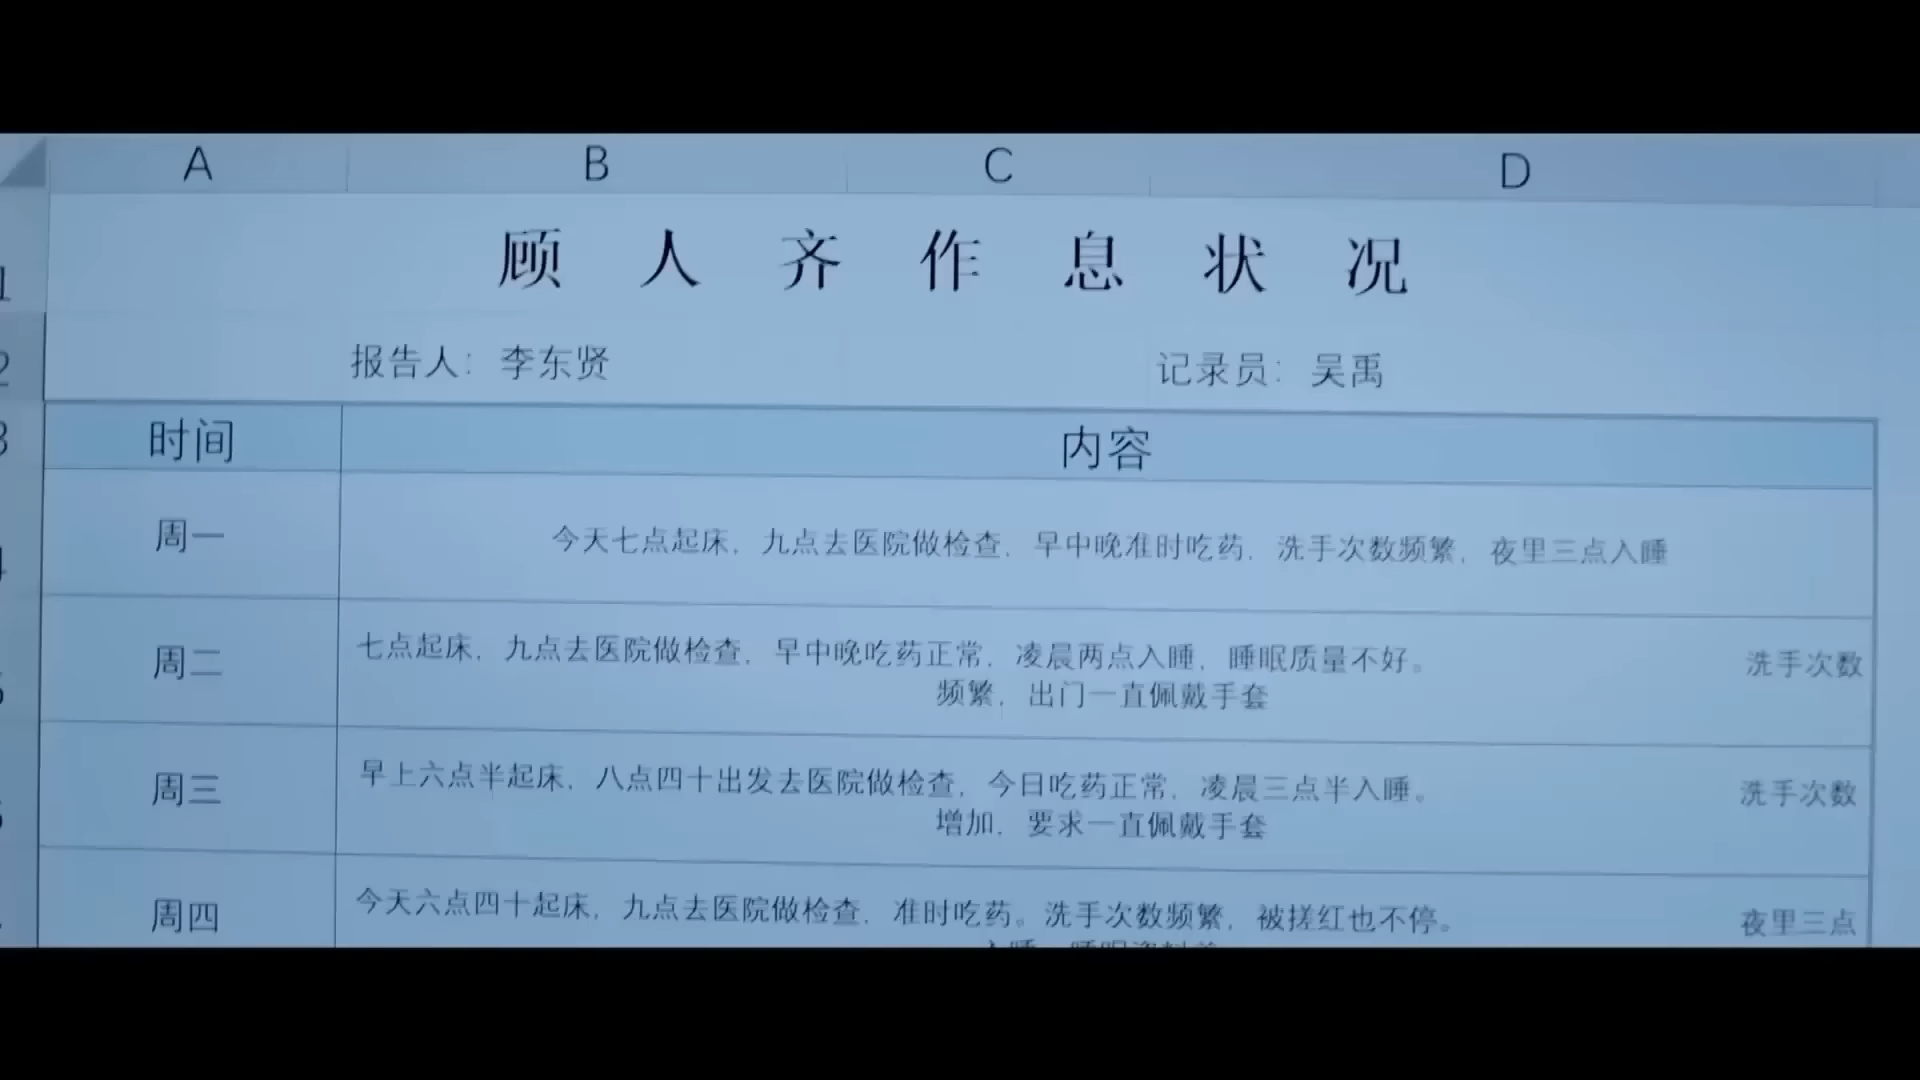 A B C D
1 顾人齐作息状况
2 报告人: 李东贤 记录员: 吴禹
3 时间 内容
4 周一 今天七点起床, 九点去医院做检查, 早中晚准时吃药, 洗手次数频繁, 夜里三点入睡
周二 七点起床, 九点去医院做检查, 早中晚吃药正常, 凌晨两点入睡, 睡眠质量不好。 洗手次数
频繁, 出门一直佩戴手套
周三 早上六点半起床, 八点四十出发去医院做检查, 今日吃药正常, 凌晨三点半入睡。 洗手次数
增加, 要求一直佩戴手套
周四 今天六点四十起床, 九点去医院做检查, 准时吃药。洗手次数频繁, 被搓红也不停。 夜里三点